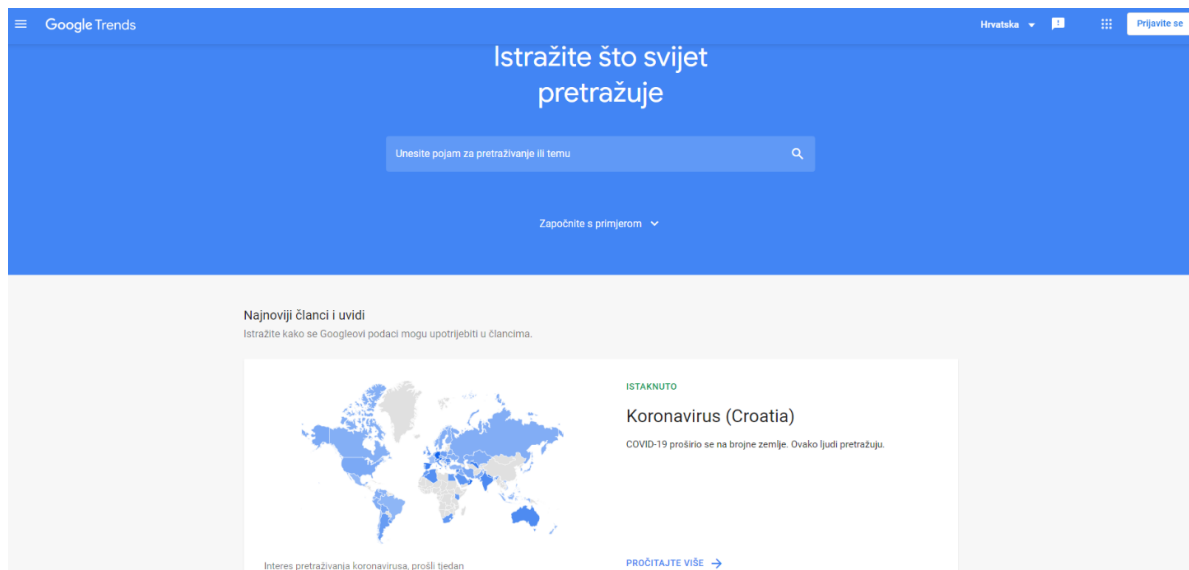 Google Trends
Hrvatska
Prijavite se
Istražite što svijet
pretražuje
Unesite pojam za pretraživanje ili temu
Započnite s primjerom
Najnoviji članci i uvidi
Istražite kako se Googleovi podaci mogu upotrijebiti u člancima.
ISTAKNUTO
Koronavirus (Croatia)
COVID-19 proširio se na brojne zemlje. Ovako ljudi pretražuju.
Interes pretraživanja koronavirusa, prošli tjedan
PROČITAJTE VIŠE